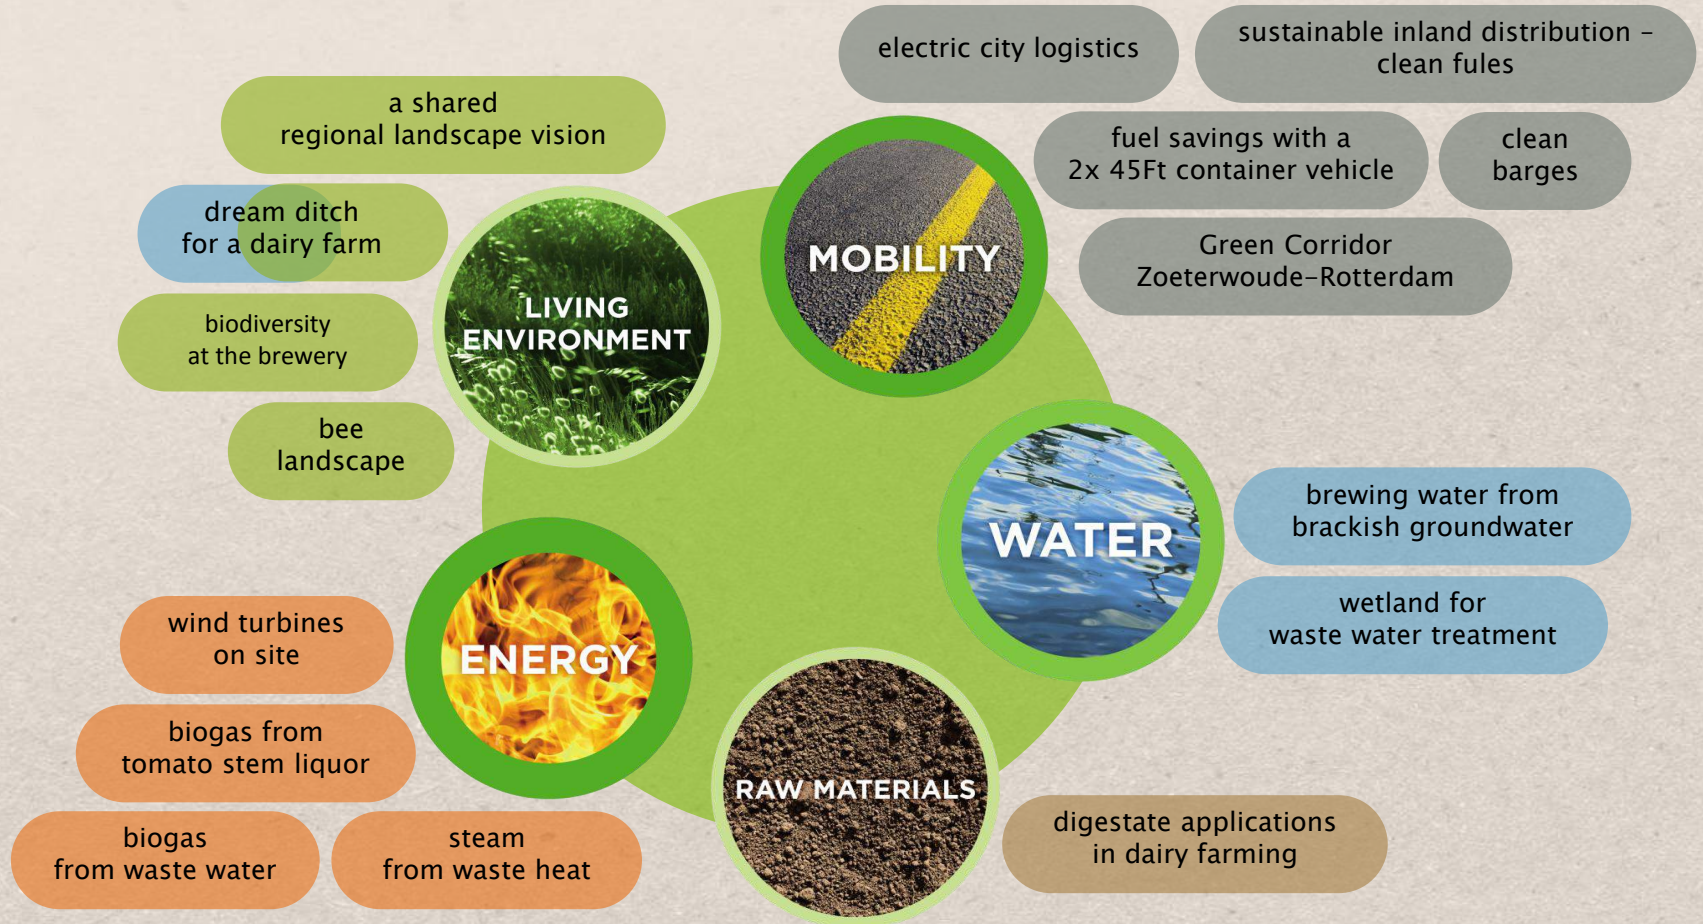 electric city logistics
sustainable inland distribution –
clean fules
a shared
regional landscape vision
fuel savings with a
2x 45Ft container vehicle
clean
barges
dream ditch
for a dairy farm
MOBILITY
Green Corridor
Zoeterwoude–Rotterdam
LIVING
ENVIRONMENT
biodiversity
at the brewery
bee
landscape
WATER
brewing water from
brackish groundwater
wetland for
waste water treatment
wind turbines
on site
ENERGY
biogas from
tomato stem liquor
RAW MATERIALS
biogas
from waste water
steam
from waste heat
digestate applications
in dairy farming